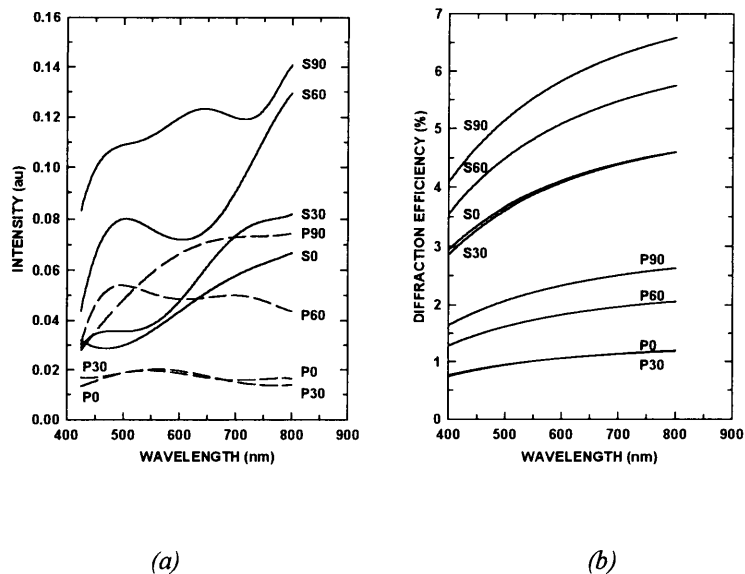 0.16
0.14
0.12
0.10
0.08
0.06
0.04
0.02
0.00
INTENSITY (au)
S90
S60
S30
P90
S0
P60
P30
P0
P0
P30
400 500 600 700 800 900
WAVELENGTH (nm)
(a)
7
6
5
4
3
2
1
0
DIFFRACTION EFFICIENCY (%)
S90
S60
S0
S30
P90
P60
P0
P30
400 500 600 700 800 900
WAVELENGTH (nm)
(b)